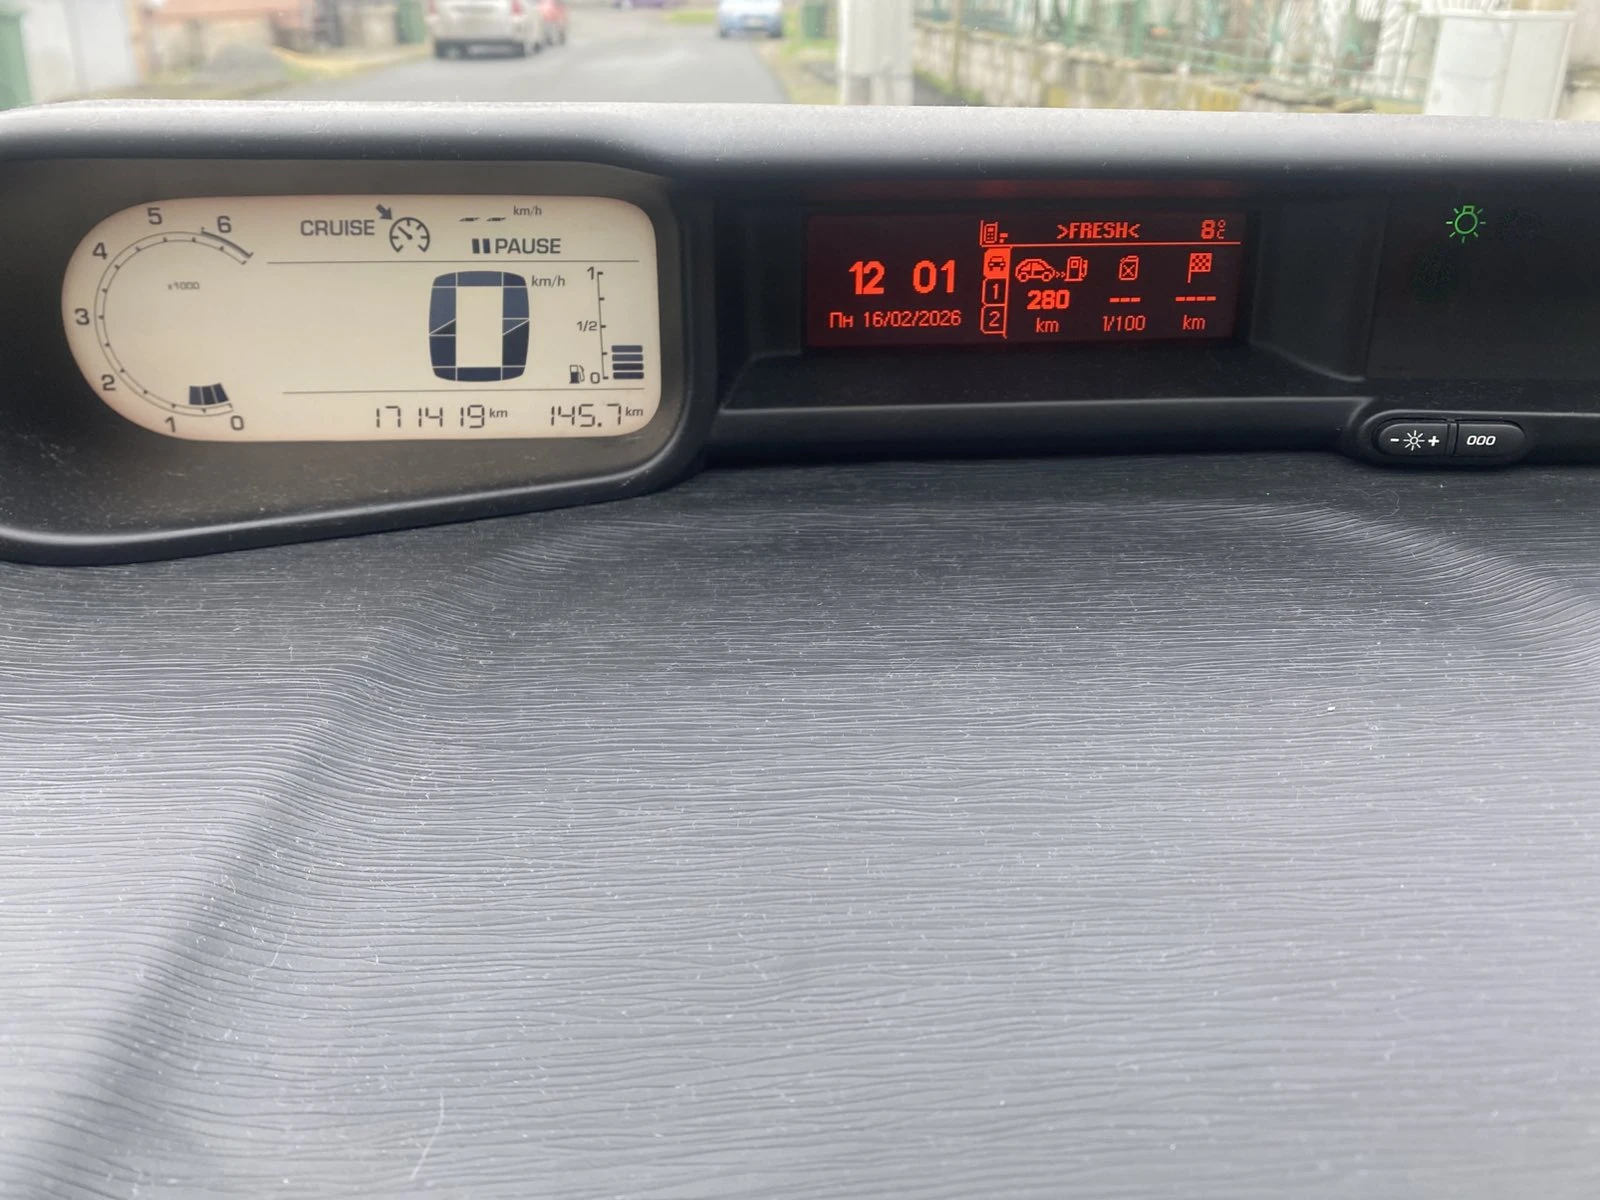 5 6
4
3
2
1 0
x1000
CRUISE -- km/h
PAUSE
0 km/h
1
1/2
0
171419 km 145.7 km
>FRESH< 8°C
12 01
Пн 16/02/2026
1
2
280 --- ----
km l/100 km
- +
000